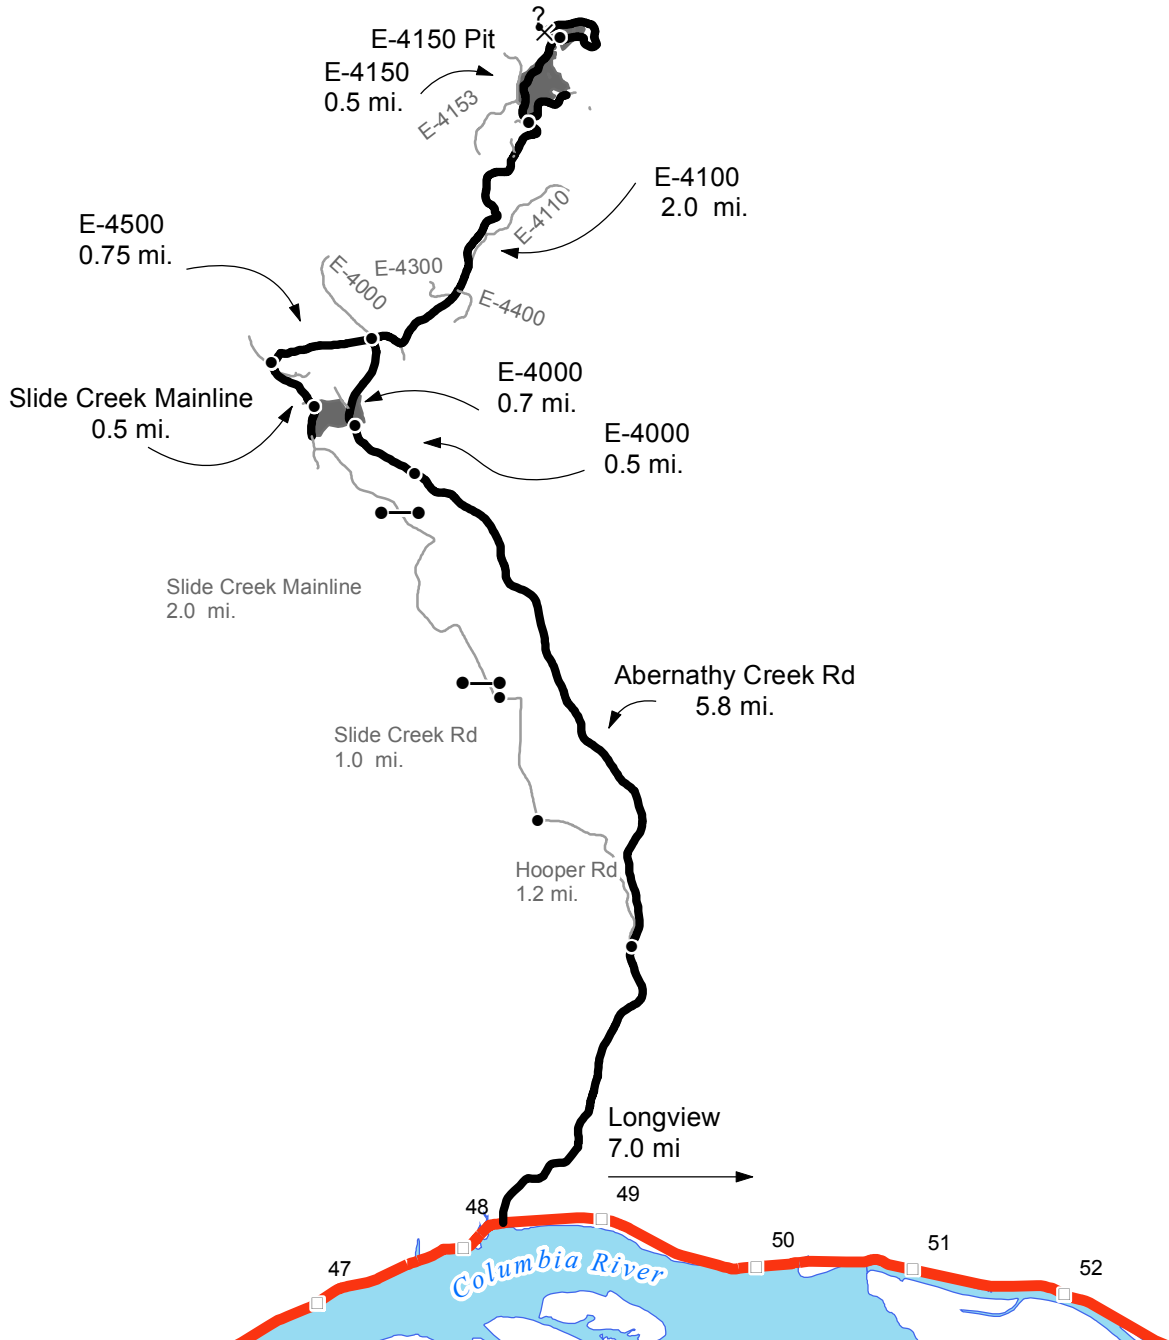 ?
E-4150 Pit
E-4150
0.5 mi.
E-4153
E-4100
2.0 mi.
E-4110
E-4500
0.75 mi.
E-4300
E-4000
E-4400
E-4000
0.7 mi.
Slide Creek Mainline
0.5 mi.
E-4000
0.5 mi.
Slide Creek Mainline
2.0 mi.
Abernathy Creek Rd
5.8 mi.
Slide Creek Rd
1.0 mi.
Hooper Rd
1.2 mi.
Longview
7.0 mi
49
48
50
51
47
52
Columbia River